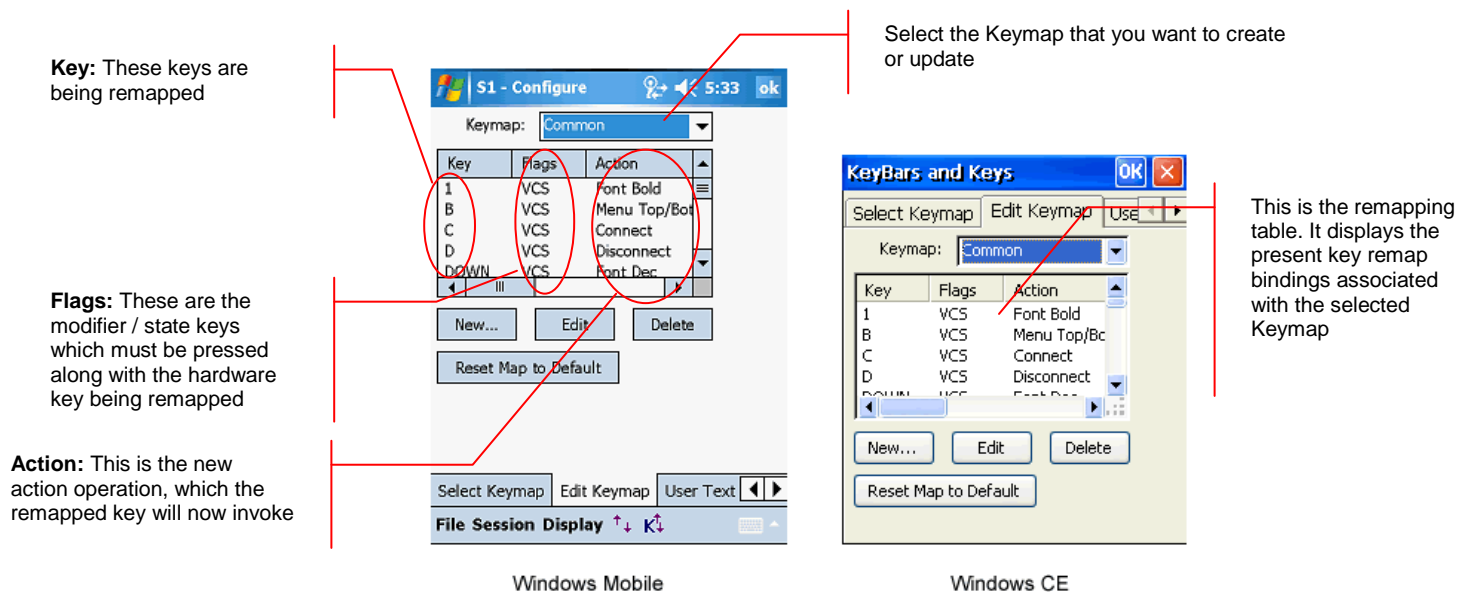 Select the Keymap that you want to create
or update
Key: These keys are
being remapped
Flags: These are the
modifier / state keys
which must be pressed
along with the hardware
key being remapped
Action: This is the new
action operation, which the
remapped key will now invoke
S1 - Configure 5:33 ok
Keymap: Common
Key Flags Action
1 VCS Font Bold
B VCS Menu Top/Bot
C VCS Connect
D VCS Disconnect
DOWN VCS Font Dec
New... Edit Delete
Reset Map to Default
Select Keymap Edit Keymap User Text
File Session Display K
Windows Mobile
KeyBars and Keys OK
Select Keymap Edit Keymap Use
Keymap: Common
Key Flags Action
1 VCS Font Bold
B VCS Menu Top/Bo
C VCS Connect
D VCS Disconnect
DOWN VCS Font Dec
New... Edit Delete
Reset Map to Default
Windows CE
This is the remapping
table. It displays the
present key remap
bindings associated
with the selected
Keymap